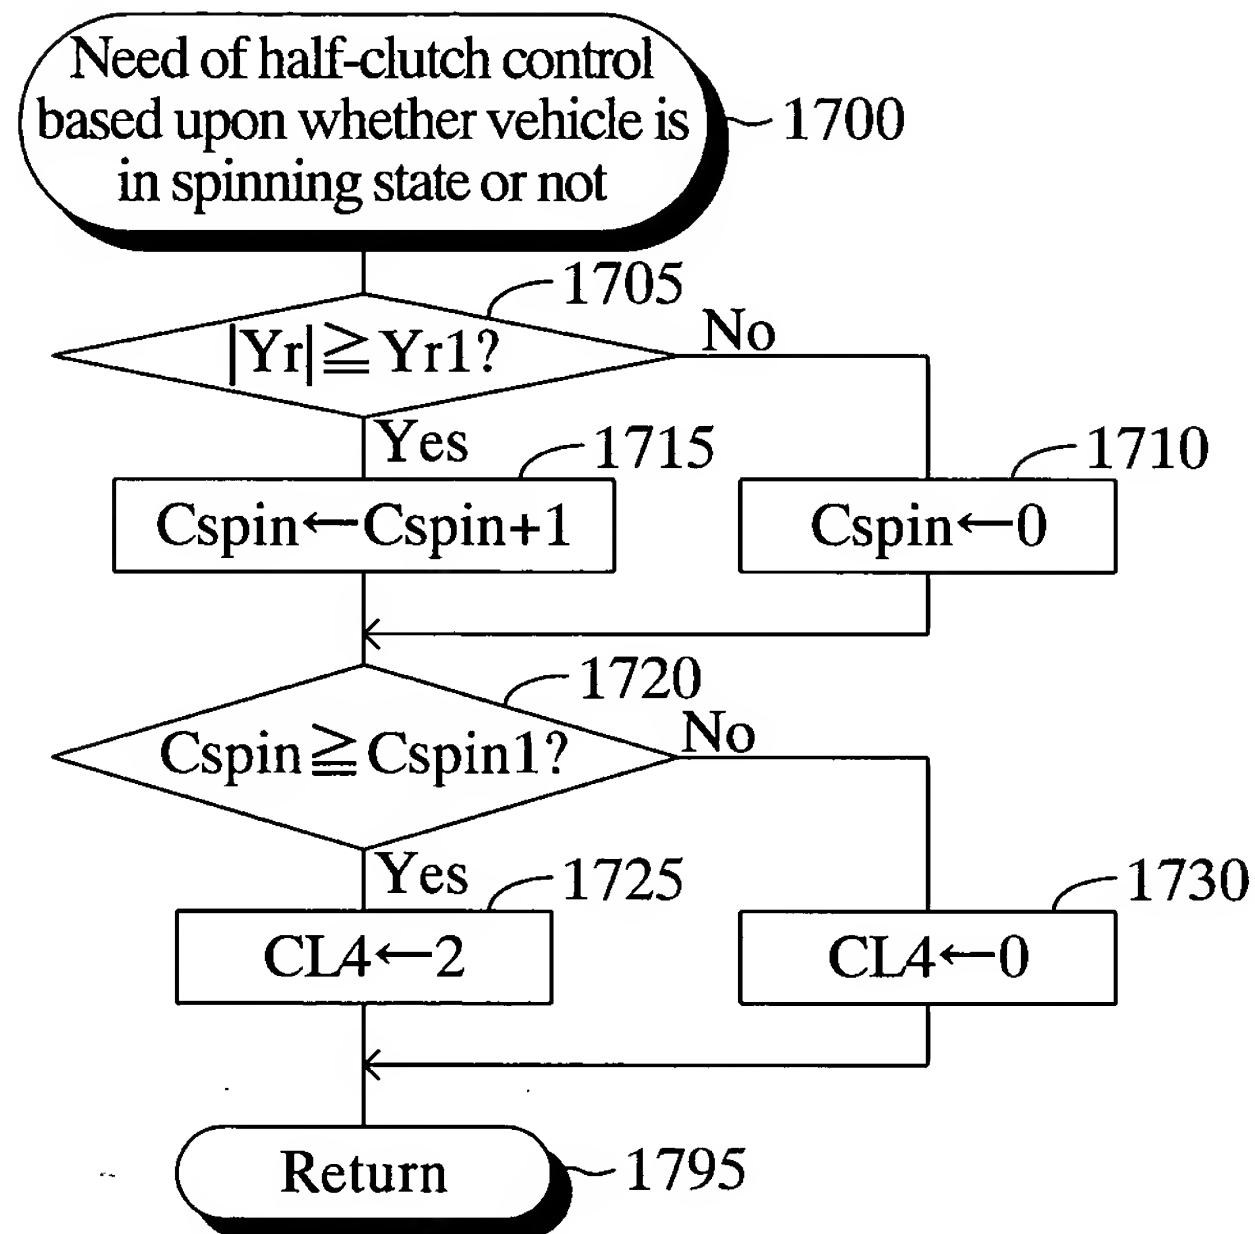 Need of half-clutch control
based upon whether vehicle is
in spinning state or not
1700
1705
|Yr|≧Yr1?
No
Yes
1715
1710
Cspin←Cspin+1
Cspin←0
1720
Cspin≧Cspin1?
No
Yes
1725
1730
CL4←2
CL4←0
Return
1795